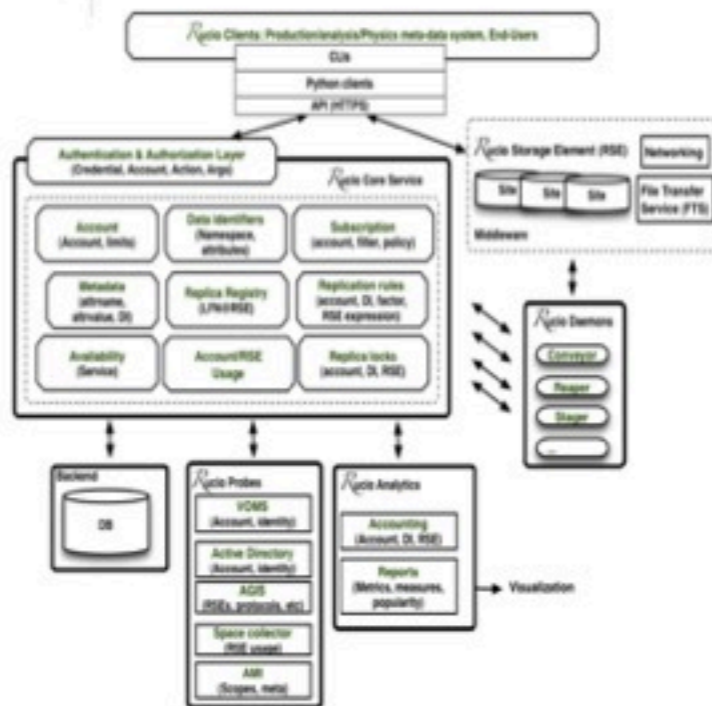 Rucio Clients: Production/analysis/Physics meta-data system, End-Users
CLIs
Python clients
API (HTTPS)
Authentication & Authorization Layer
(Credential, Account, Action, Args)
Rucio Core Service
Account
(Account, limits)
Data identifiers
(Namespace,
attributes)
Subscription
(account, filter, policy)
Metadata
(attrname,
attrvalue, DI)
Replica Registry
(LFN@RSE)
Replication rules
(account, DI, factor,
RSE expression)
Availability
(Service)
Account/RSE
Usage
Replica locks
(account, DI, RSE)
Rucio Storage Element (RSE)
Networking
Site
Site
Site
File Transfer
Service (FTS)
Middleware
Rucio Daemons
Conveyor
Reaper
Stager
...
Backend
DB
Rucio Probes
VOMS
(Account, identity)
Active Directory
(Account, identity)
AGIS
(RSEs, protocols, etc)
Space collector
(RSE usage)
AMI
(Scopes, meta)
Rucio Analytics
Accounting
(Account, DI, RSE)
Reports
(Metrics, measures,
popularity)
Visualization